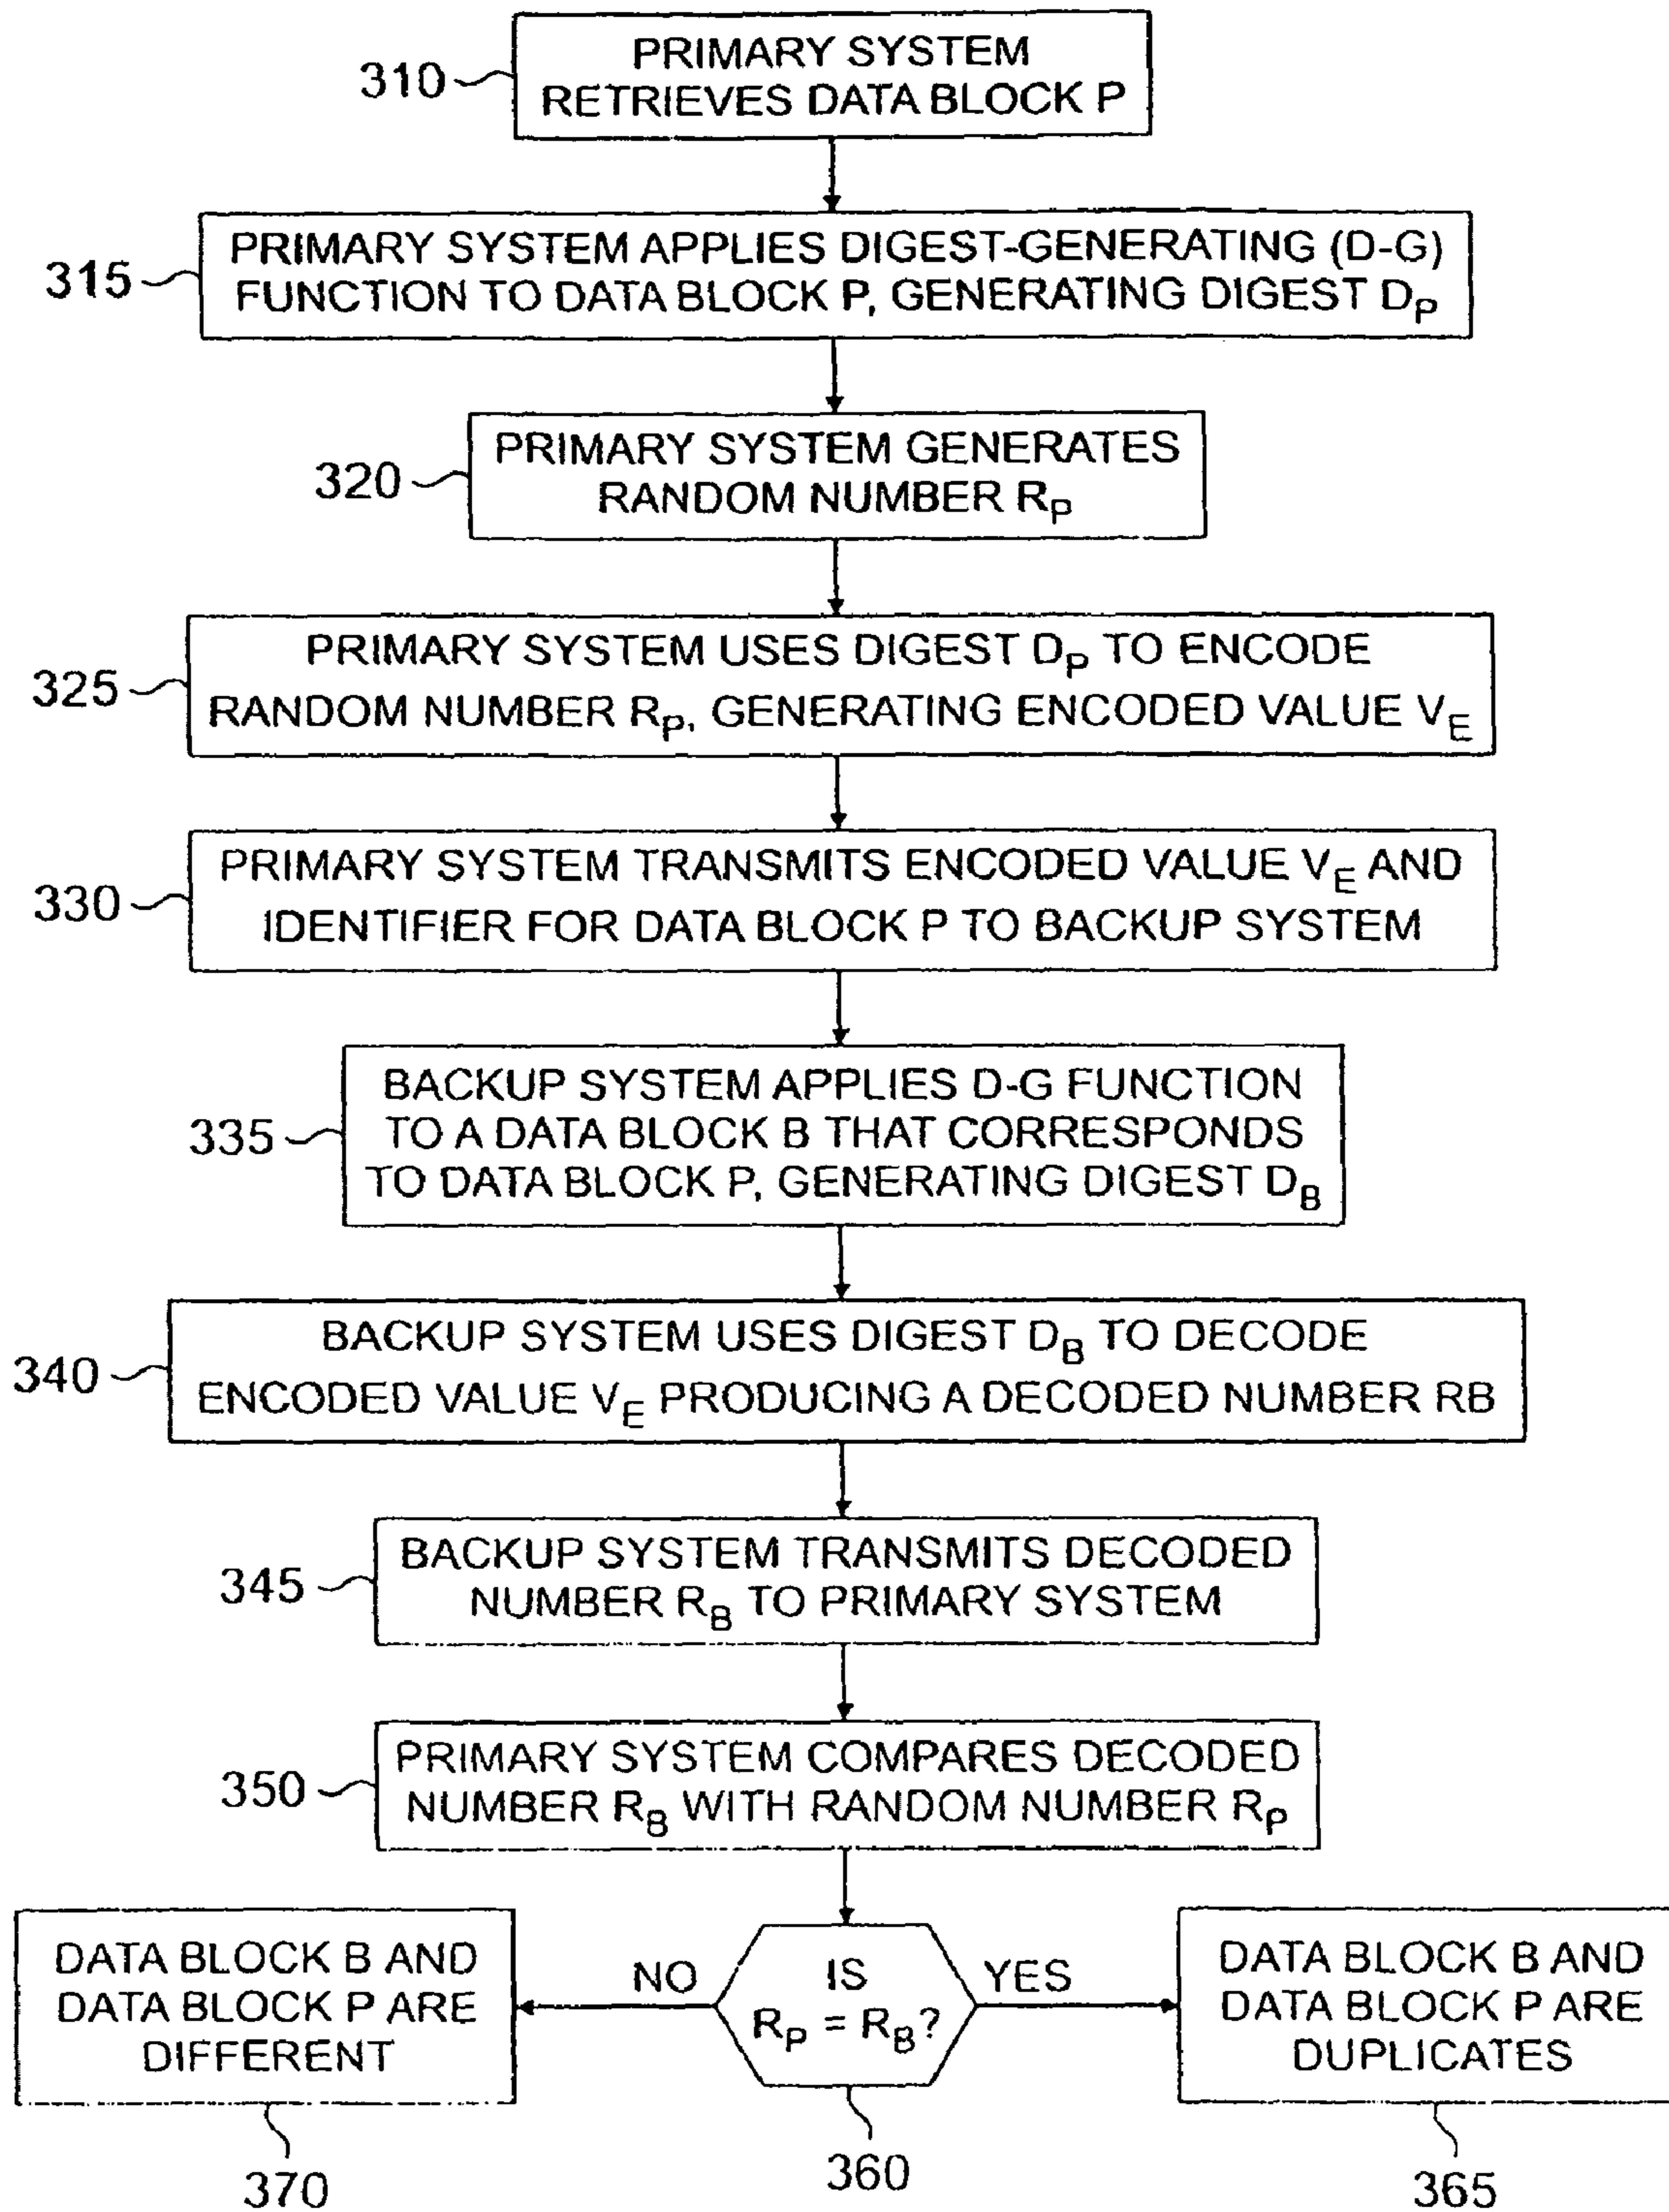 PRIMARY SYSTEM
RETRIEVES DATA BLOCK P
310
PRIMARY SYSTEM APPLIES DIGEST-GENERATING (D-G)
FUNCTION TO DATA BLOCK P, GENERATING DIGEST DP
315
PRIMARY SYSTEM GENERATES
RANDOM NUMBER RP
320
PRIMARY SYSTEM USES DIGEST DP TO ENCODE
RANDOM NUMBER RP, GENERATING ENCODED VALUE VE
325
PRIMARY SYSTEM TRANSMITS ENCODED VALUE VE AND
IDENTIFIER FOR DATA BLOCK P TO BACKUP SYSTEM
330
BACKUP SYSTEM APPLIES D-G FUNCTION
TO A DATA BLOCK B THAT CORRESPONDS
TO DATA BLOCK P, GENERATING DIGEST DB
335
BACKUP SYSTEM USES DIGEST DB TO DECODE
ENCODED VALUE VE PRODUCING A DECODED NUMBER RB
340
BACKUP SYSTEM TRANSMITS DECODED
NUMBER RB TO PRIMARY SYSTEM
345
PRIMARY SYSTEM COMPARES DECODED
NUMBER RB WITH RANDOM NUMBER RP
350
DATA BLOCK B AND
DATA BLOCK P ARE
DIFFERENT
370
NO
IS
RP = RB?
360
YES
DATA BLOCK B AND
DATA BLOCK P ARE
DUPLICATES
365